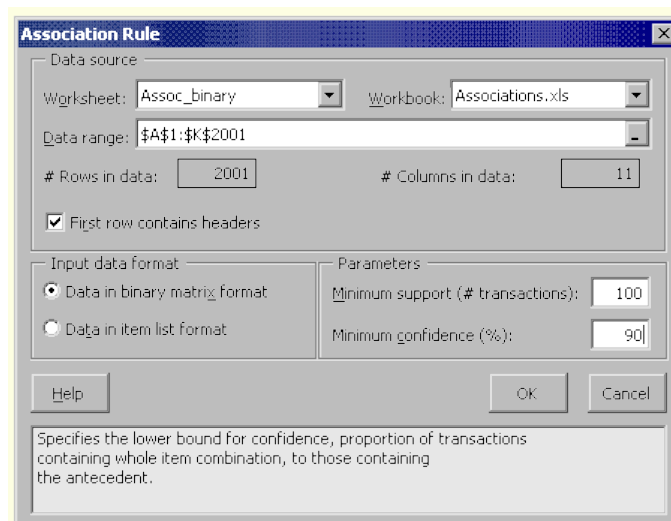 Association Rule
Data source
Worksheet: Assoc_binary Workbook: Associations.xls
Data range: $A$1:$K$2001
# Rows in data: 2001 # Columns in data: 11
First row contains headers
Input data format Parameters
Data in binary matrix format Minimum support (# transactions): 100
Data in item list format Minimum confidence (%): 90
Help OK Cancel
Specifies the lower bound for confidence, proportion of transactions
containing whole item combination, to those containing
the antecedent.